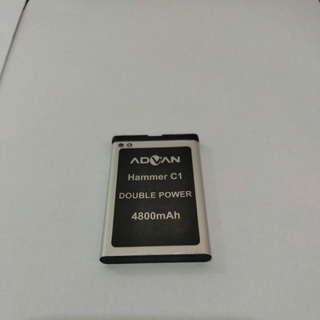 ADVAN
Hammer C1
DOUBLE POWER
4800mAh